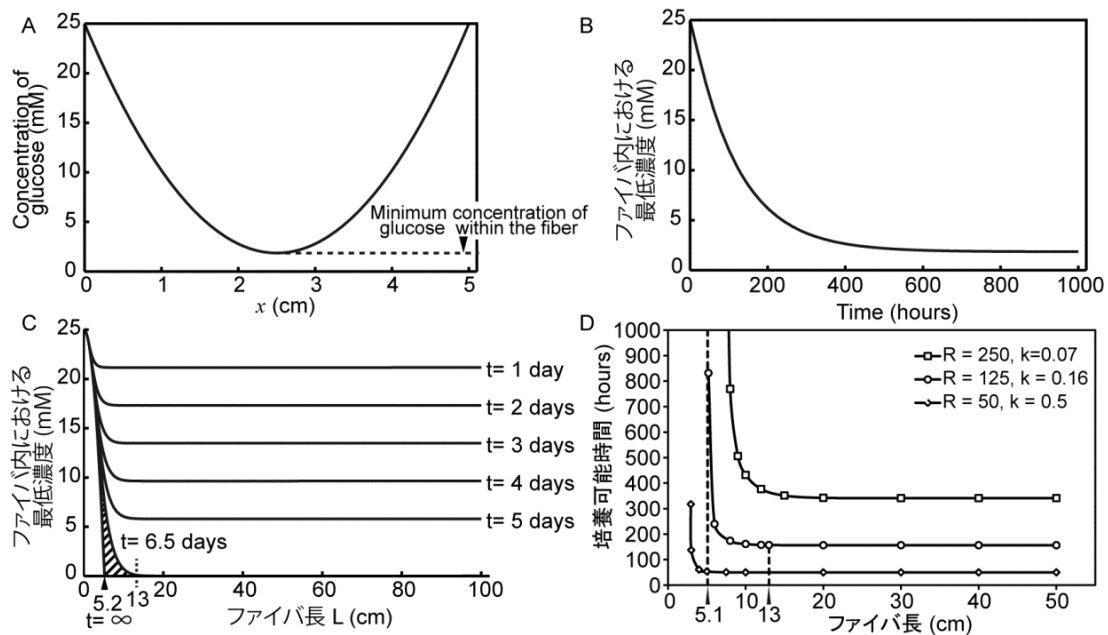 A
25
20
15
10
5
0
Concentration of
glucose (mM)
Minimum concentration of
glucose within the fiber
0 1 2 3 4 5
x (cm)
B
25
20
15
10
5
0
ファイバ内における
最低濃度 (mM)
0 200 400 600 800 1000
Time (hours)
C
25
20
15
10
5
0
ファイバ内における
最低濃度 (mM)
t= 1 day
t= 2 days
t= 3 days
t= 4 days
t= 5 days
t= 6.5 days
0 20 40 60 80 100
5.2
t= ∞
13
ファイバ長 L (cm)
D
1000
900
800
700
600
500
400
300
200
100
0
培養可能時間 (hours)
R = 250, k=0.07
R = 125, k = 0.16
R = 50, k = 0.5
0 10 20 30 40 50
5.1 13
ファイバ長 (cm)